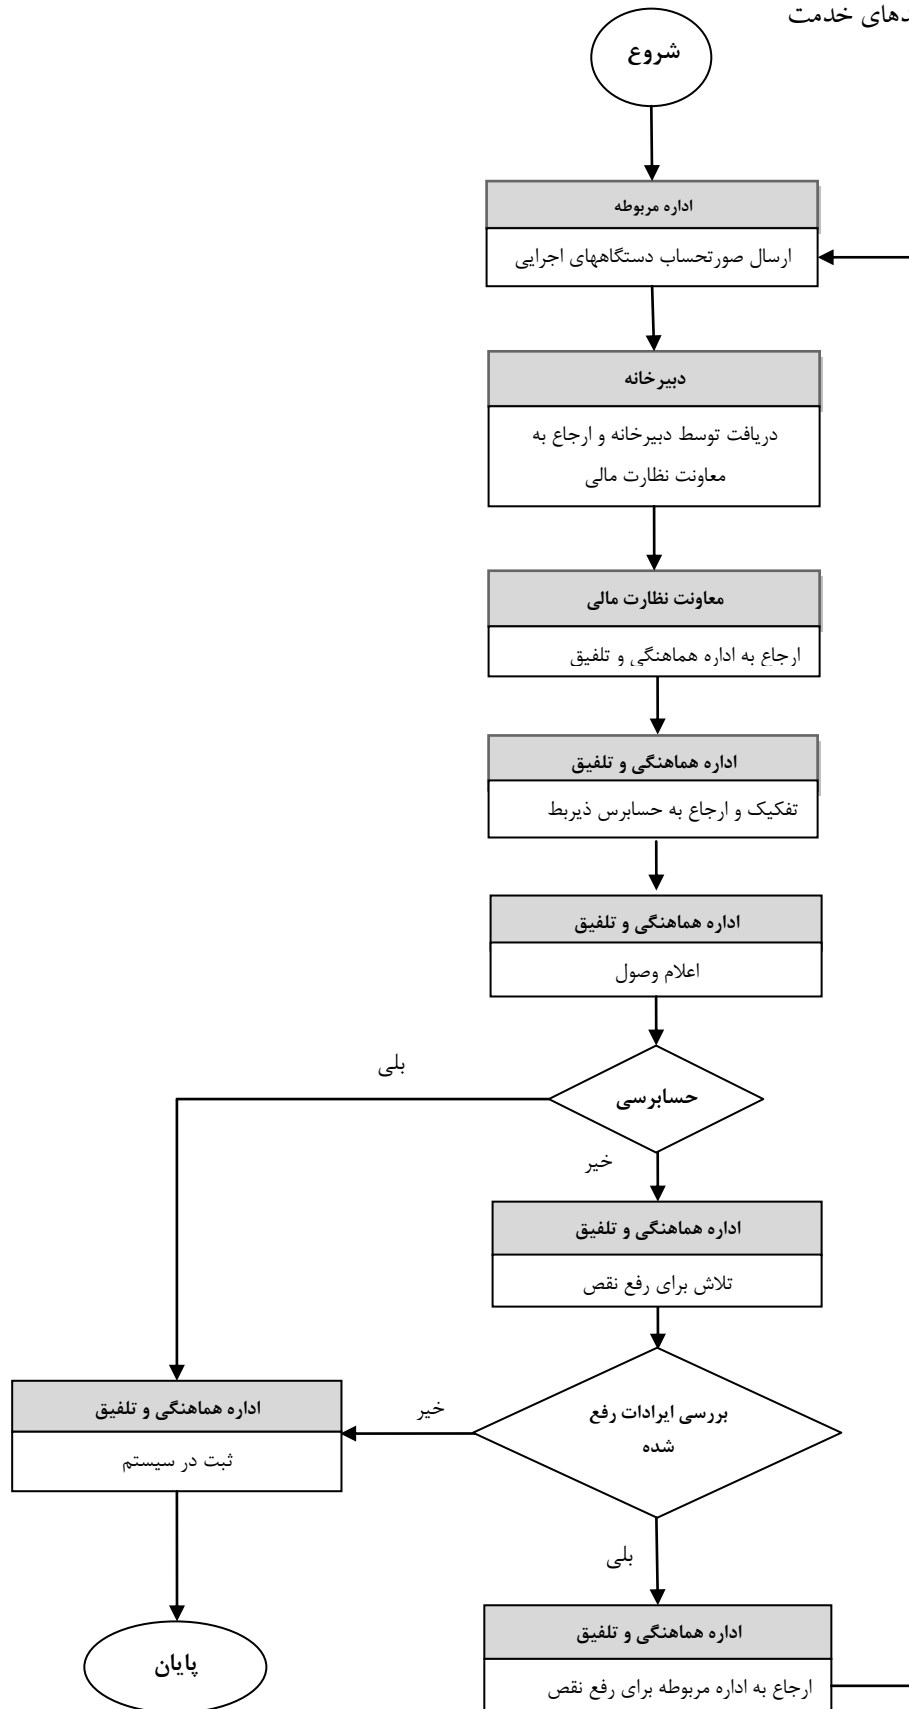 دهای خدمت
شروع
اداره مربوطه
ارسال صورتحساب دستگاههای اجرایی
دبیرخانه
دریافت توسط دبیرخانه و ارجاع به
معاونت نظارت مالی
معاونت نظارت مالی
ارجاع به اداره هماهنگی و تلفیق
اداره هماهنگی و تلفیق
تفکیک و ارجاع به حسابرس ذیربط
اداره هماهنگی و تلفیق
اعلام وصول
حسابرسی
بلی
خیر
اداره هماهنگی و تلفیق
تلاش برای رفع نقص
بررسی ایرادات رفع
شده
خیر
اداره هماهنگی و تلفیق
ثبت در سیستم
بلی
اداره هماهنگی و تلفیق
ارجاع به اداره مربوطه برای رفع نقص
پایان